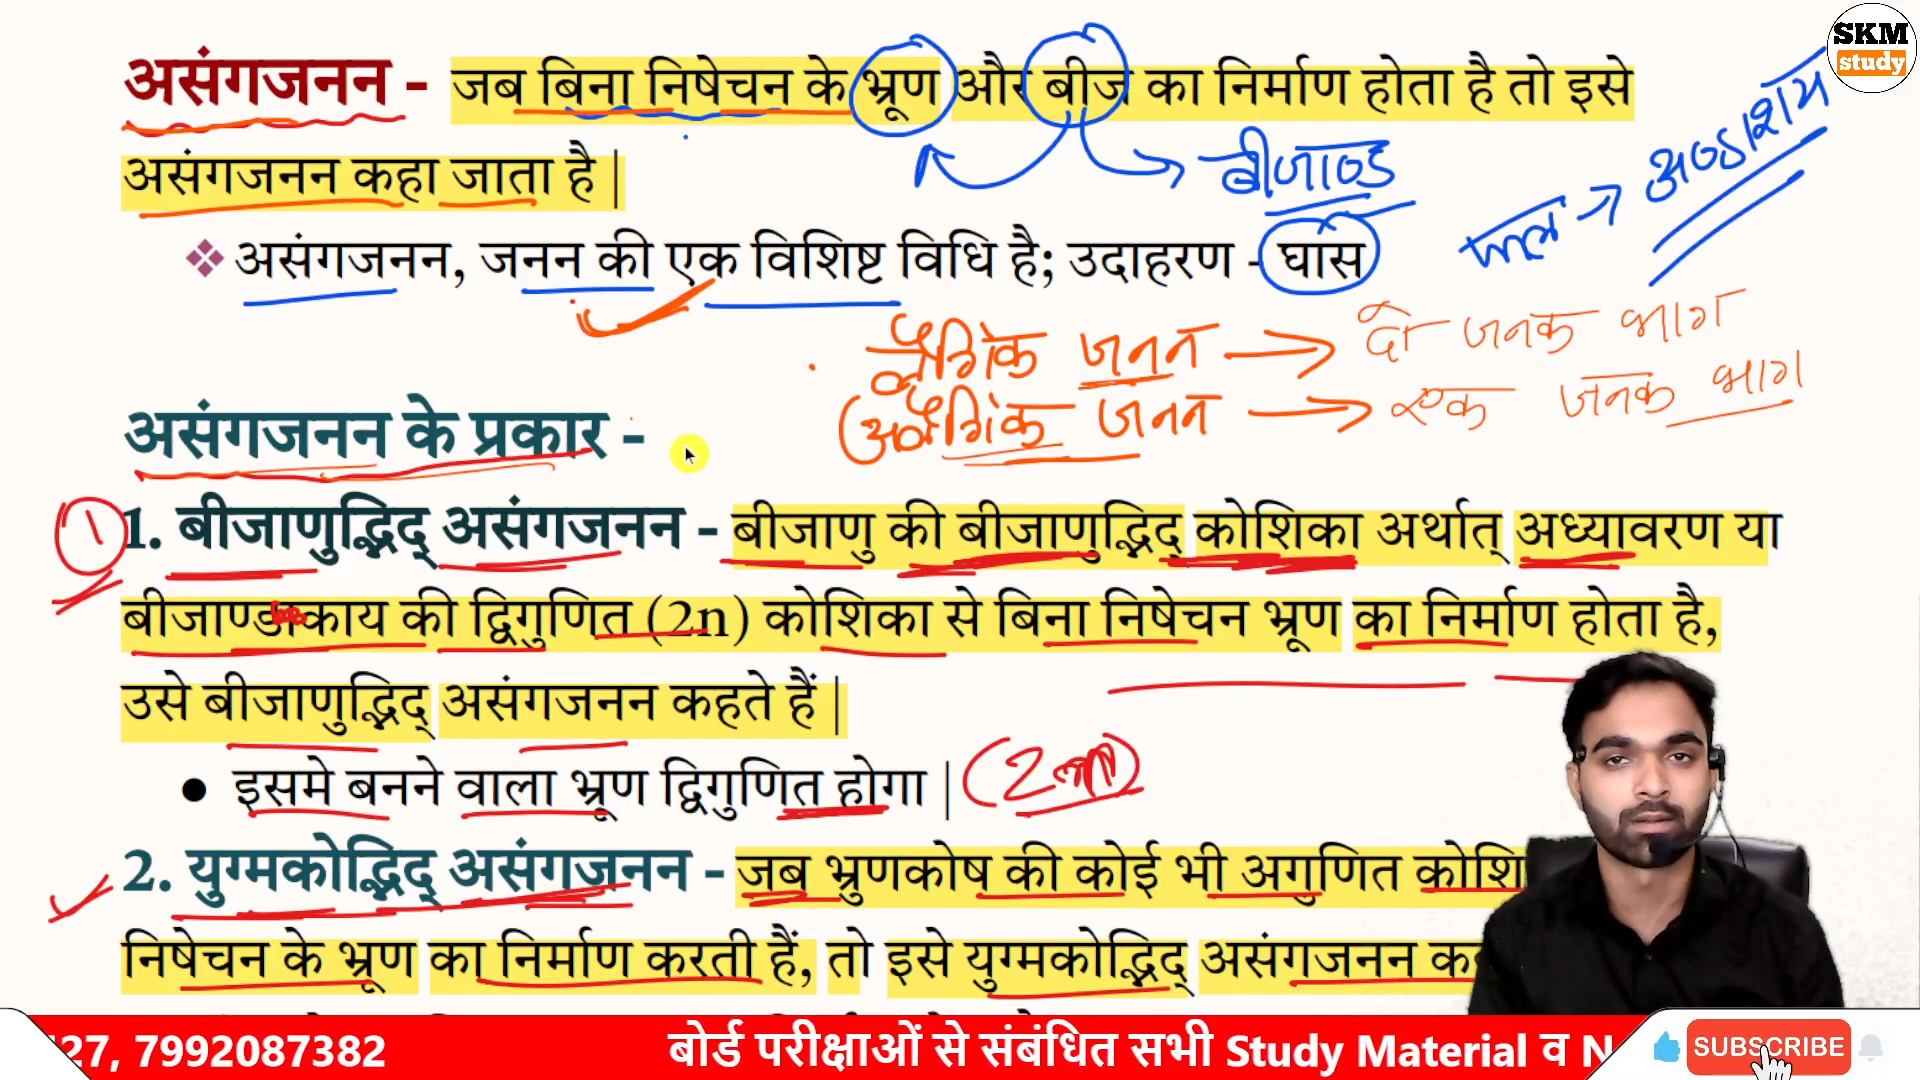 SKM
study
असंगजनन - जब बिना निषेचन के भ्रूण और बीज का निर्माण होता है तो इसे
असंगजनन कहा जाता है |
बीजाण्ड
फल → अण्डाशय
❖ असंगजनन, जनन की एक विशिष्ट विधि है; उदाहरण - घास
लैंगिक जनन → दो जनक भाग
(अलैंगिक जनन → एक जनक भाग
असंगजनन के प्रकार -
१
1. बीजाणुद्भिद् असंगजनन - बीजाणु की बीजाणुद्भिद् कोशिका अर्थात् अध्यावरण या
बीजाण्डकाय की द्विगुणित (2n) कोशिका से बिना निषेचन भ्रूण का निर्माण होता है,
उसे बीजाणुद्भिद् असंगजनन कहते हैं |
● इसमे बनने वाला भ्रूण द्विगुणित होगा |
2. युग्मकोद्भिद् असंगजनन - जब भ्रुणकोष की कोई भी अगुणित कोशि
निषेचन के भ्रूण का निर्माण करती हैं, तो इसे युग्मकोद्भिद् असंगजनन क
27, 7992087382 बोर्ड परीक्षाओं से संबंधित सभी Study Material व N
SUBSCRIBE